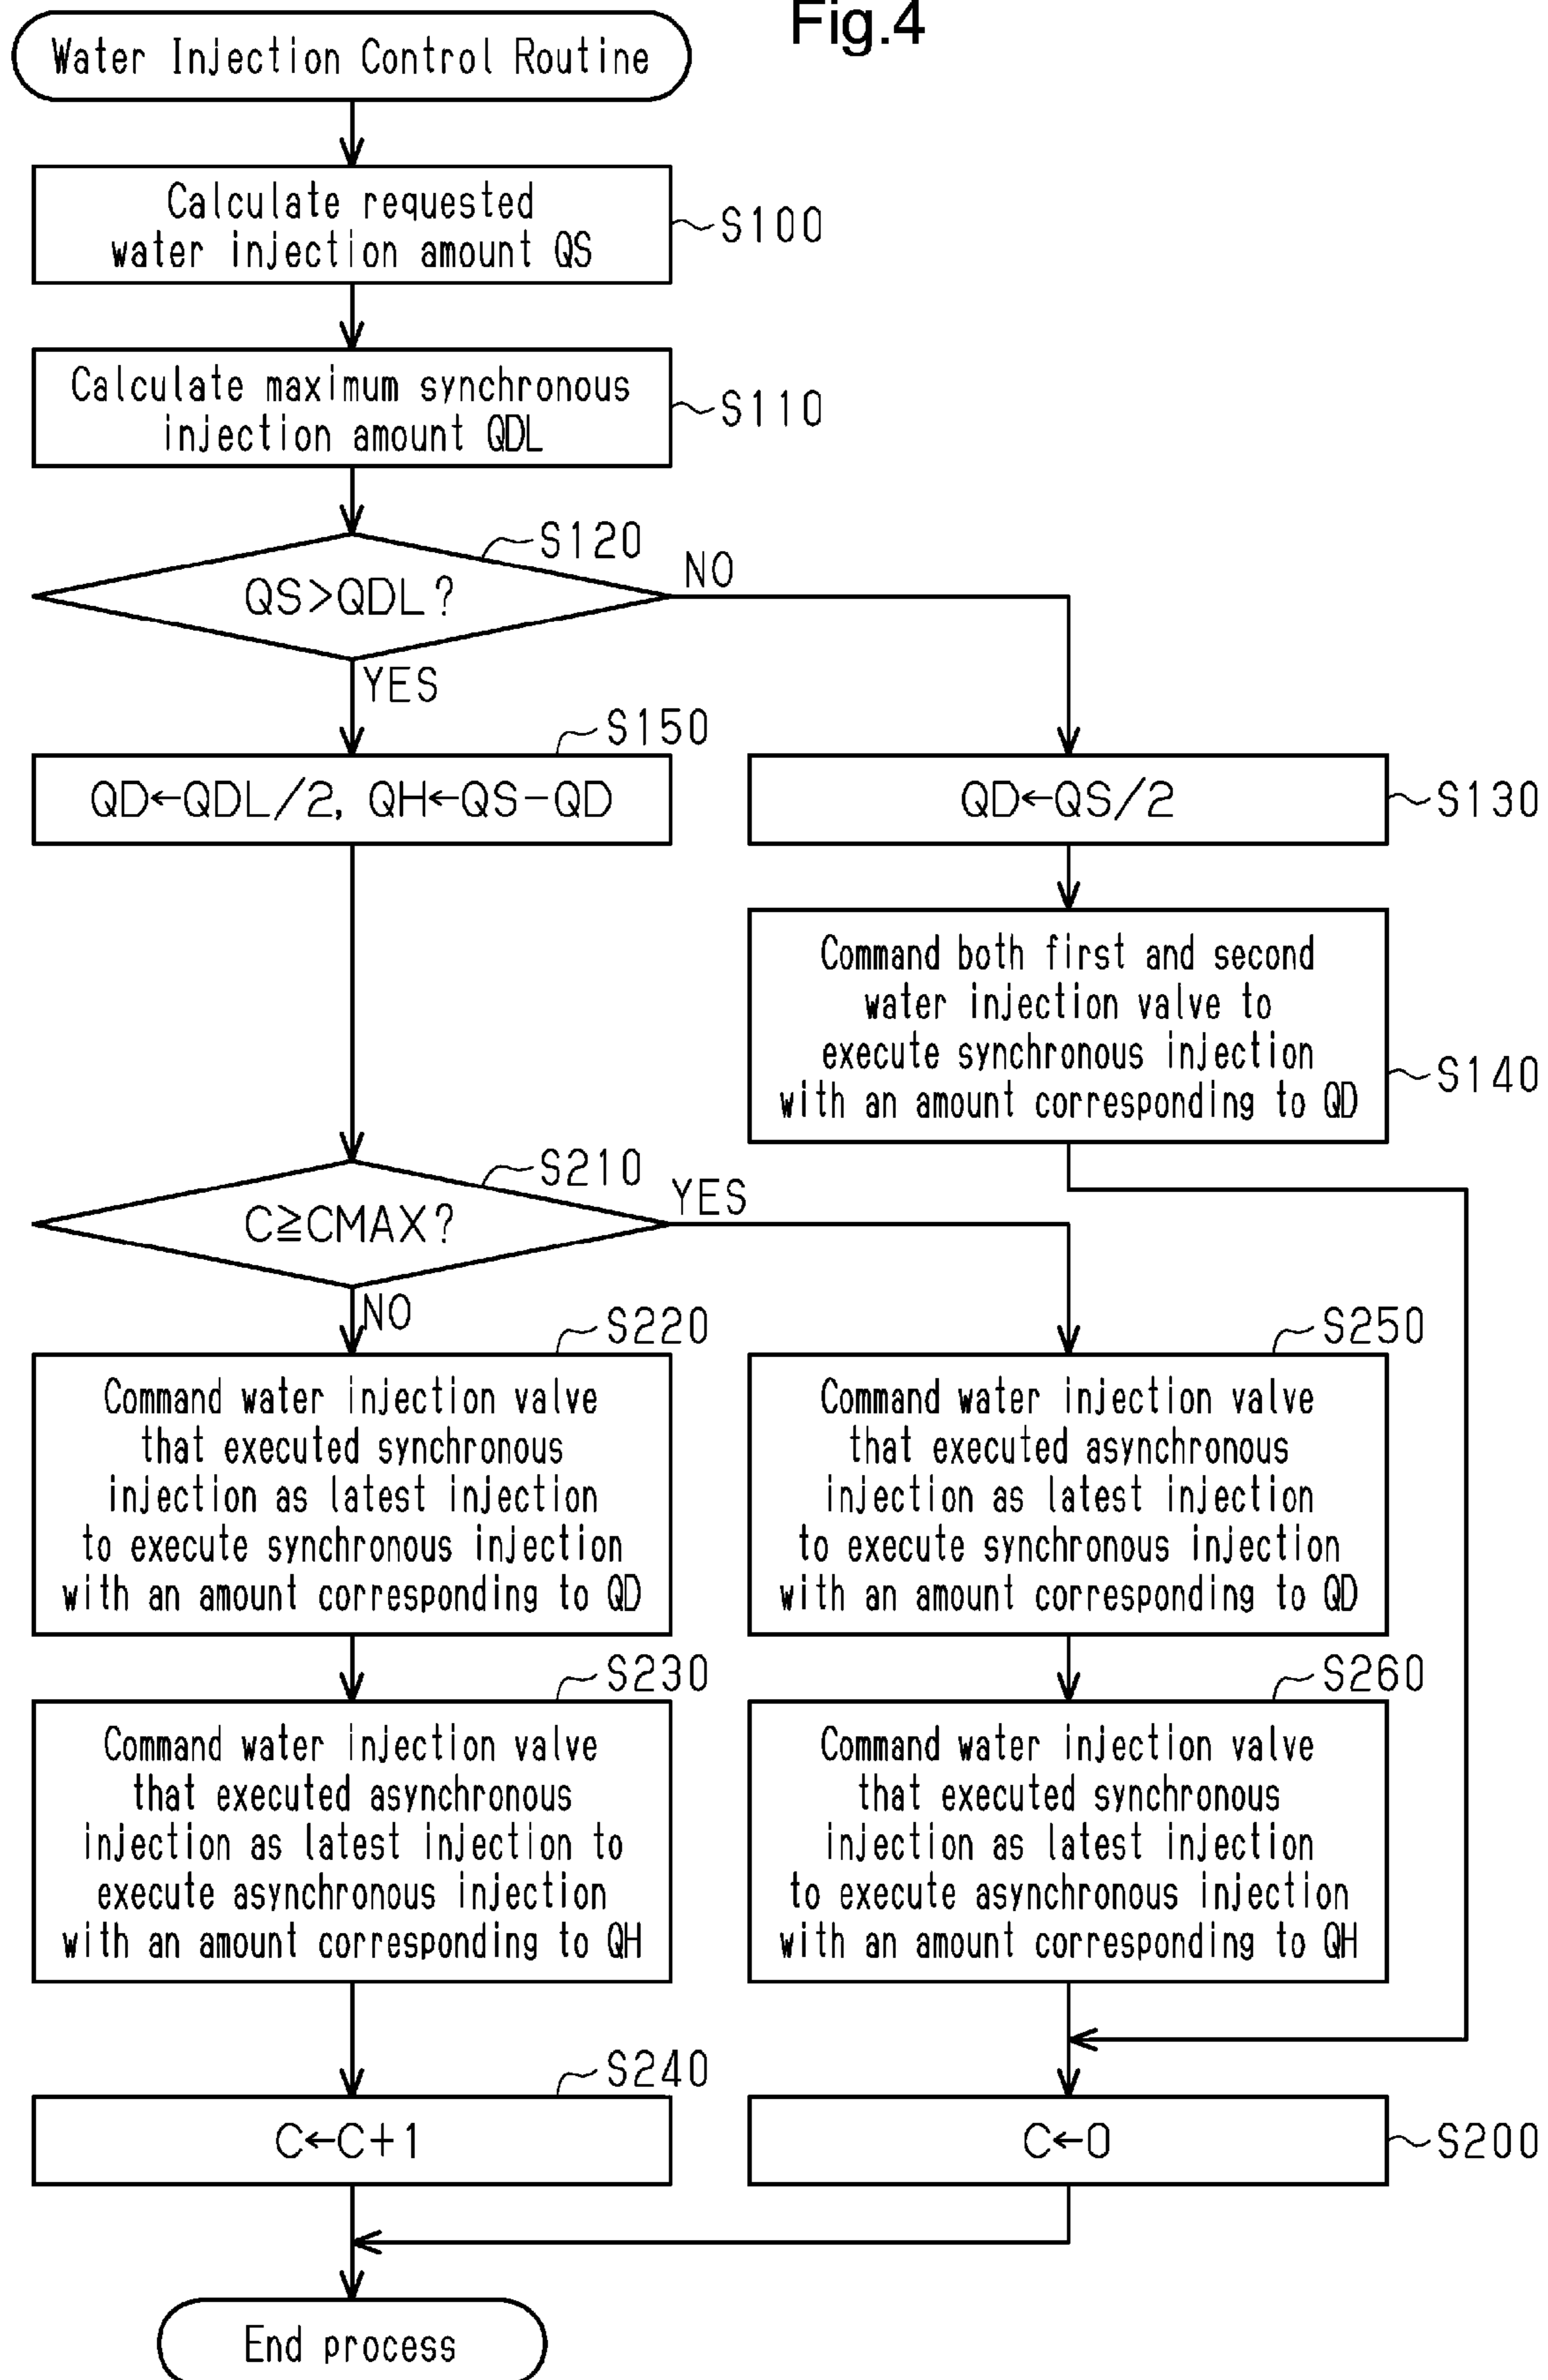 Fig.4
Water Injection Control Routine
Calculate requested
water injection amount QS
S100
Calculate maximum synchronous
injection amount QDL
S110
S120
QS>QDL?
NO
YES
S150
QD←QDL/2, QH←QS−QD
QD←QS/2
S130
Command both first and second
water injection valve to
execute synchronous injection
with an amount corresponding to QD
S140
S210
C≧CMAX?
YES
NO
S220
Command water injection valve
that executed synchronous
injection as latest injection
to execute synchronous injection
with an amount corresponding to QD
S250
Command water injection valve
that executed asynchronous
injection as latest injection
to execute synchronous injection
with an amount corresponding to QD
S230
Command water injection valve
that executed asynchronous
injection as latest injection to
execute asynchronous injection
with an amount corresponding to QH
S260
Command water injection valve
that executed synchronous
injection as latest injection
to execute asynchronous injection
with an amount corresponding to QH
S240
C←C+1
C←0
S200
End process